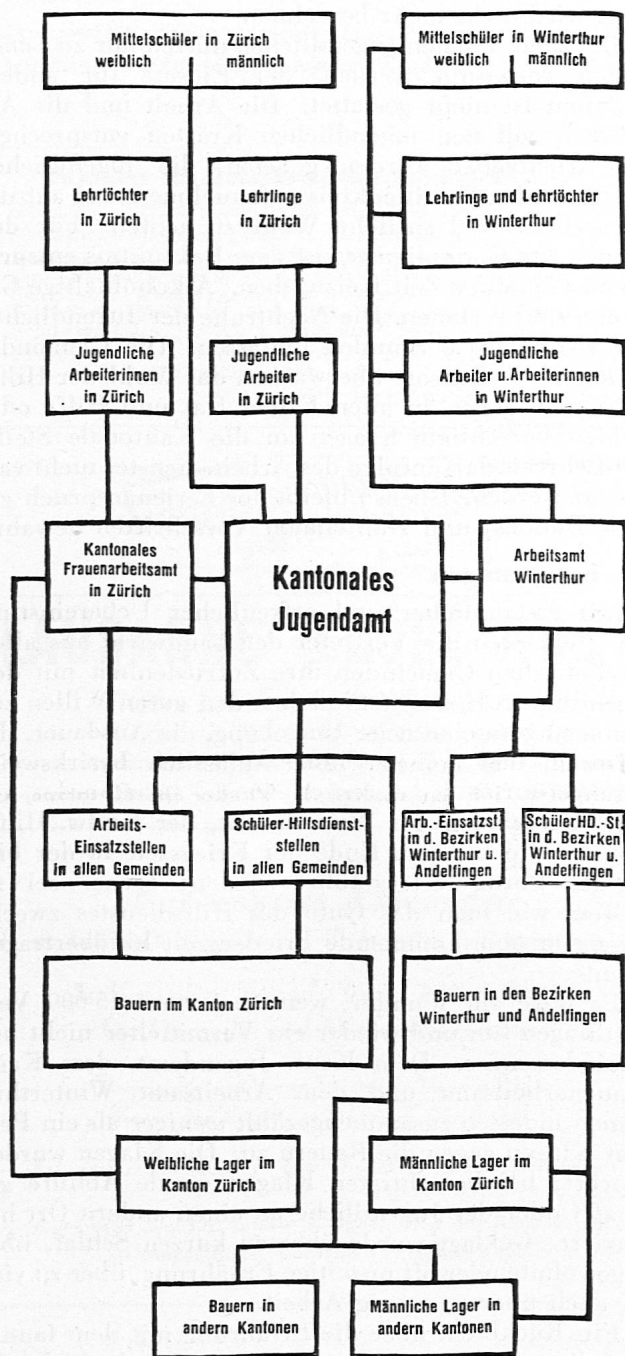 Mittelschüler in Zürich
weiblich männlich
Mittelschüler in Winterthur
weiblich männlich
Lehrtöchter
in Zürich
Lehrlinge
in Zürich
Lehrlinge und Lehrtöchter
in Winterthur
Jugendliche
Arbeiterinnen
in Zürich
Jugendliche
Arbeiter
in Zürich
Jugendliche
Arbeiter u. Arbeiterinnen
in Winterthur
Kantonales
Frauenarbeitsamt
in Zürich
Kantonales
Jugendamt
Arbeitsamt
Winterthur
Arbeits-
Einsatzstellen
in allen Gemeinden
Schüler-Hilfsdienst-
stellen
in allen Gemeinden
Arb.-Einsatzst.
in d. Bezirken
Winterthur u.
Andelfingen
Schüler HD.-St.
in d. Bezirken
Winterthur u.
Andelfingen
Bauern im Kanton Zürich
Bauern in den Bezirken
Winterthur und Andelfingen
Weibliche Lager im
Kanton Zürich
Männliche Lager im
Kanton Zürich
Bauern in
andern Kantonen
Männliche Lager in
andern Kantonen